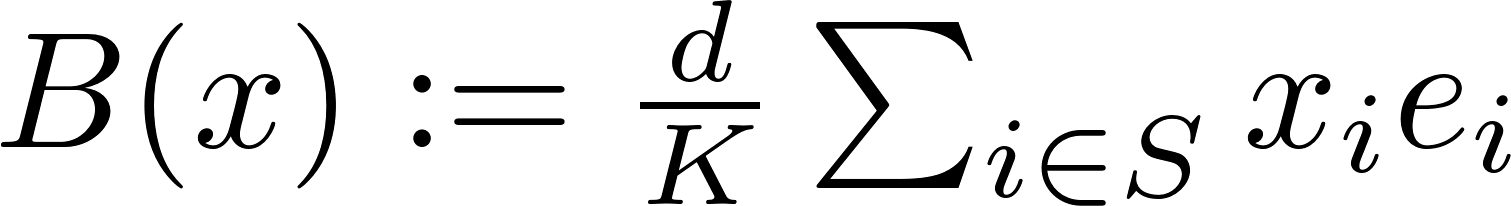 B(x) := \frac{d}{K} \sum_{i \in S} x_i e_i